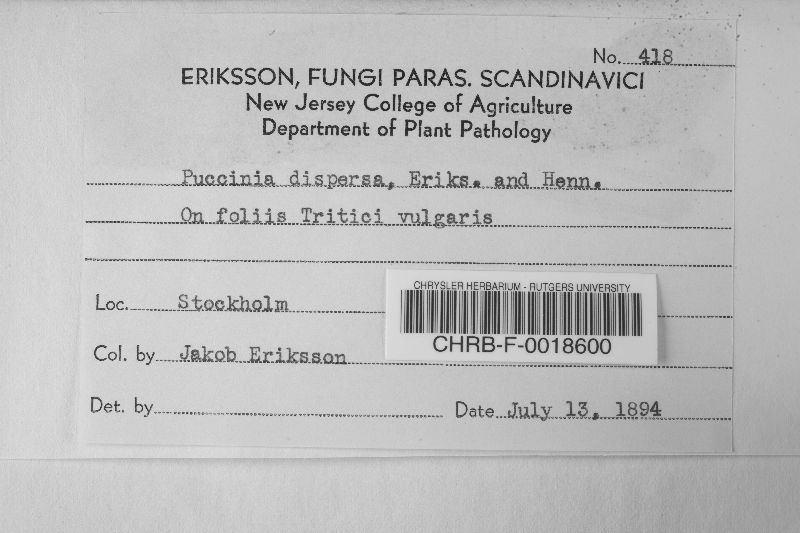 No. 418
ERIKSSON, FUNGI PARAS. SCANDINAVICI
New Jersey College of Agriculture
Department of Plant Pathology
Puccinia dispersa, Eriks. and Henn.
On foliis Tritici vulgaris
Loc. Stockholm
CHRYSLER HERBARIUM - RUTGERS UNIVERSITY
CHRB-F-0018600
Col. by Jakob Eriksson
Det. by
Date July 13, 1894